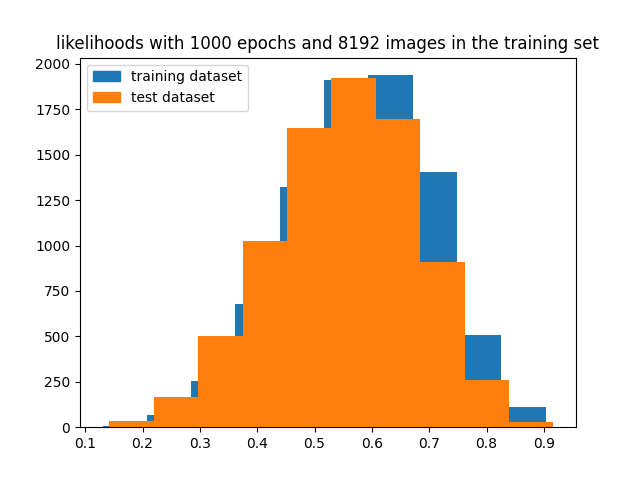 likelihoods with 1000 epochs and 8192 images in the training set
training dataset
test dataset
2000
1750
1500
1250
1000
750
500
250
0
0.1 0.2 0.3 0.4 0.5 0.6 0.7 0.8 0.9